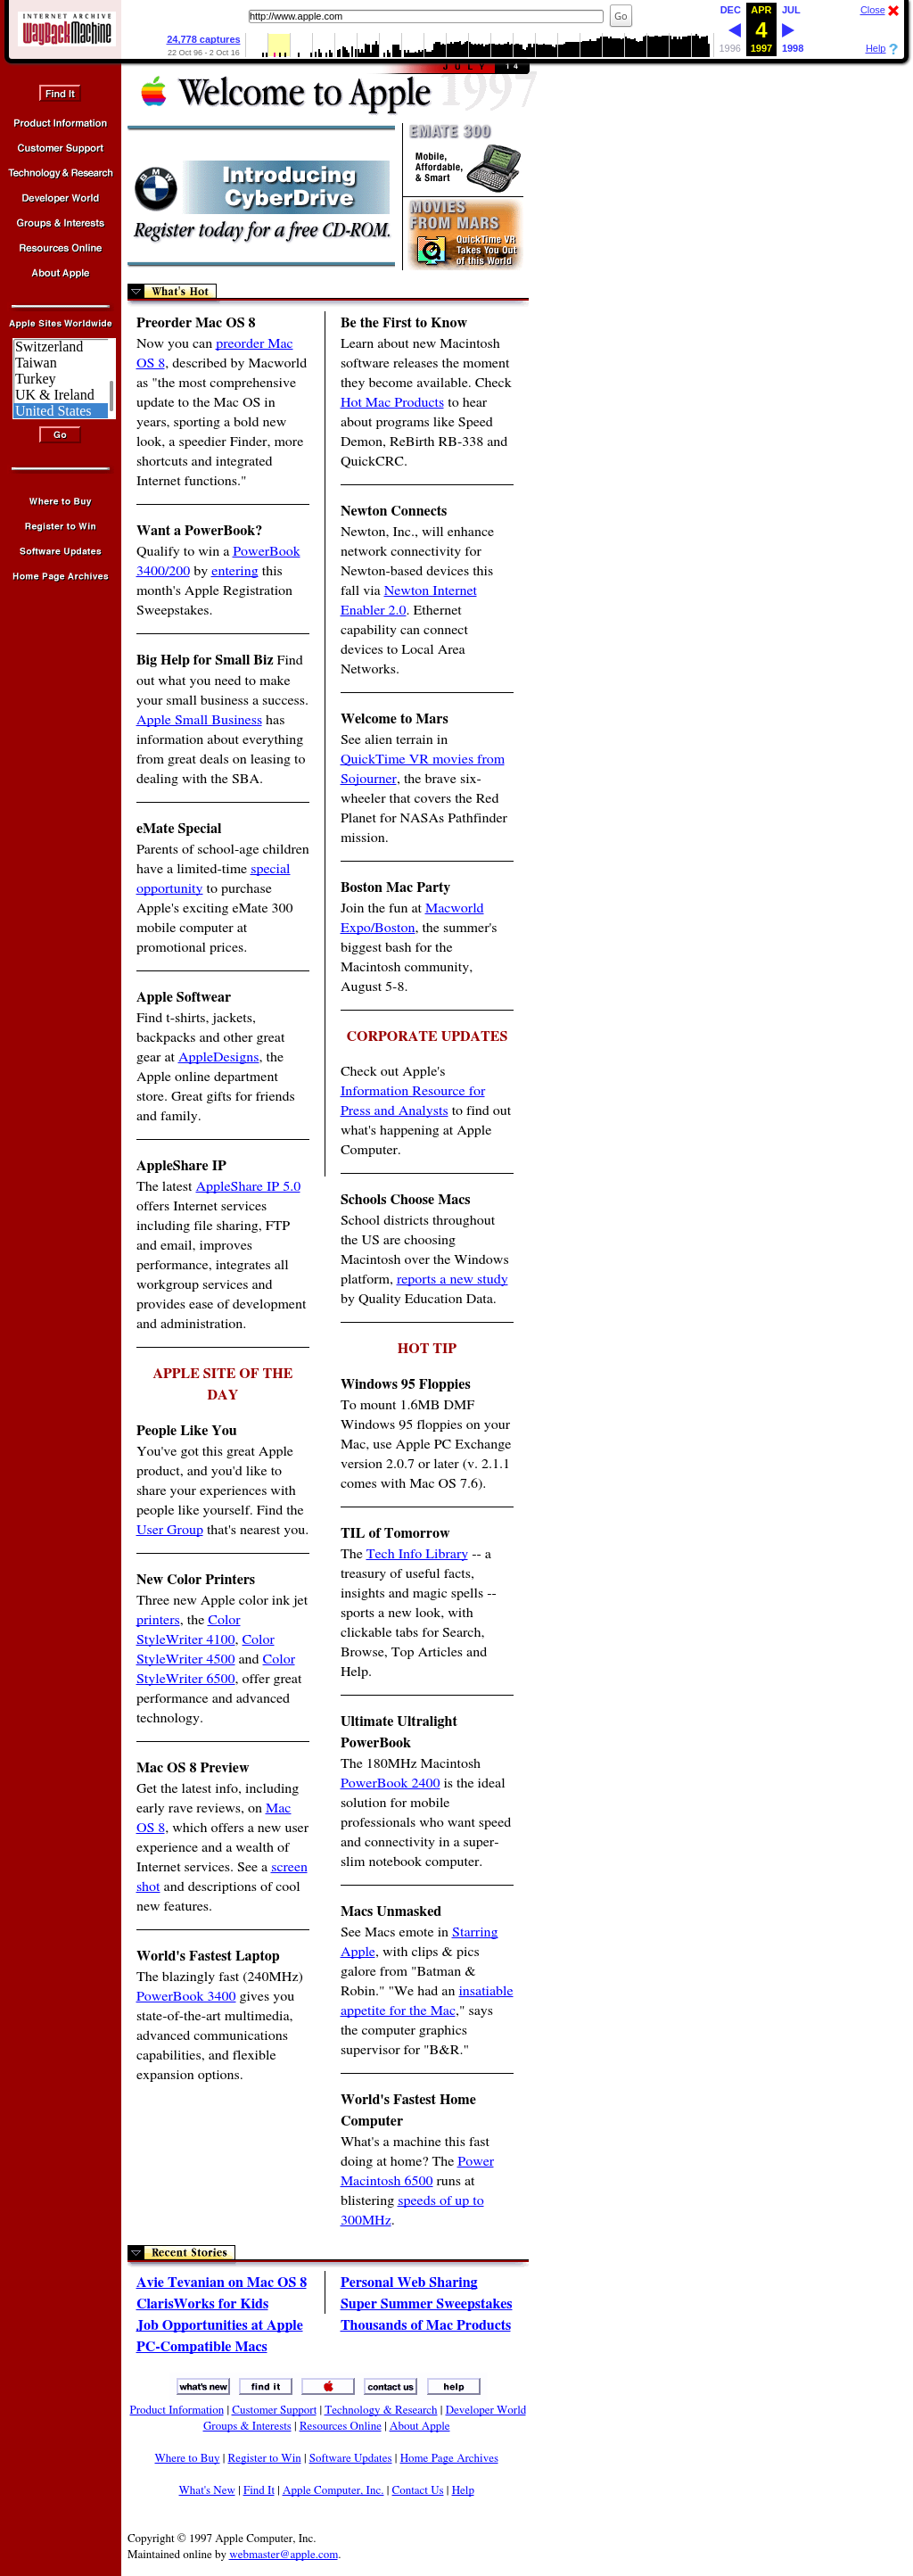 INTERNET ARCHIVE
WayBackMachine
http://www.apple.com
Go
24,778 captures
22 Oct 96 - 2 Oct 16
DEC
APR
JUL
4
1996
1997
1998
Close
Help
Find It
Product Information
Customer Support
Technology & Research
Developer World
Groups & Interests
Resources Online
About Apple
Apple Sites Worldwide
Switzerland
Taiwan
Turkey
UK & Ireland
United States
Go
Where to Buy
Register to Win
Software Updates
Home Page Archives
JULY 14
1997
Welcome to Apple
BMW
Introducing
CyberDrive
Register today for a free CD-ROM.
EMATE 300
Mobile,
Affordable,
& Smart
MOVIES
FROM MARS
QuickTime VR
Takes You Out
of this World
What's Hot
Preorder Mac OS 8
Now you can preorder Mac
OS 8, described by Macworld
as "the most comprehensive
update to the Mac OS in
years, sporting a bold new
look, a speedier Finder, more
shortcuts and integrated
Internet functions."
Want a PowerBook?
Qualify to win a PowerBook
3400/200 by entering this
month's Apple Registration
Sweepstakes.
Big Help for Small Biz Find
out what you need to make
your small business a success.
Apple Small Business has
information about everything
from great deals on leasing to
dealing with the SBA.
eMate Special
Parents of school-age children
have a limited-time special
opportunity to purchase
Apple's exciting eMate 300
mobile computer at
promotional prices.
Apple Softwear
Find t-shirts, jackets,
backpacks and other great
gear at AppleDesigns, the
Apple online department
store. Great gifts for friends
and family.
AppleShare IP
The latest AppleShare IP 5.0
offers Internet services
including file sharing, FTP
and email, improves
performance, integrates all
workgroup services and
provides ease of development
and administration.
APPLE SITE OF THE
DAY
People Like You
You've got this great Apple
product, and you'd like to
share your experiences with
people like yourself. Find the
User Group that's nearest you.
New Color Printers
Three new Apple color ink jet
printers, the Color
StyleWriter 4100, Color
StyleWriter 4500 and Color
StyleWriter 6500, offer great
performance and advanced
technology.
Mac OS 8 Preview
Get the latest info, including
early rave reviews, on Mac
OS 8, which offers a new user
experience and a wealth of
Internet services. See a screen
shot and descriptions of cool
new features.
World's Fastest Laptop
The blazingly fast (240MHz)
PowerBook 3400 gives you
state-of-the-art multimedia,
advanced communications
capabilities, and flexible
expansion options.
Be the First to Know
Learn about new Macintosh
software releases the moment
they become available. Check
Hot Mac Products to hear
about programs like Speed
Demon, ReBirth RB-338 and
QuickCRC.
Newton Connects
Newton, Inc., will enhance
network connectivity for
Newton-based devices this
fall via Newton Internet
Enabler 2.0. Ethernet
capability can connect
devices to Local Area
Networks.
Welcome to Mars
See alien terrain in
QuickTime VR movies from
Sojourner, the brave six-
wheeler that covers the Red
Planet for NASAs Pathfinder
mission.
Boston Mac Party
Join the fun at Macworld
Expo/Boston, the summer's
biggest bash for the
Macintosh community,
August 5-8.
CORPORATE UPDATES
Check out Apple's
Information Resource for
Press and Analysts to find out
what's happening at Apple
Computer.
Schools Choose Macs
School districts throughout
the US are choosing
Macintosh over the Windows
platform, reports a new study
by Quality Education Data.
HOT TIP
Windows 95 Floppies
To mount 1.6MB DMF
Windows 95 floppies on your
Mac, use Apple PC Exchange
version 2.0.7 or later (v. 2.1.1
comes with Mac OS 7.6).
TIL of Tomorrow
The Tech Info Library -- a
treasury of useful facts,
insights and magic spells --
sports a new look, with
clickable tabs for Search,
Browse, Top Articles and
Help.
Ultimate Ultralight
PowerBook
The 180MHz Macintosh
PowerBook 2400 is the ideal
solution for mobile
professionals who want speed
and connectivity in a super-
slim notebook computer.
Macs Unmasked
See Macs emote in Starring
Apple, with clips & pics
galore from "Batman &
Robin." "We had an insatiable
appetite for the Mac," says
the computer graphics
supervisor for "B&R."
World's Fastest Home
Computer
What's a machine this fast
doing at home? The Power
Macintosh 6500 runs at
blistering speeds of up to
300MHz.
Recent Stories
Avie Tevanian on Mac OS 8
ClarisWorks for Kids
Job Opportunities at Apple
PC-Compatible Macs
Personal Web Sharing
Super Summer Sweepstakes
Thousands of Mac Products
what's new
find it
contact us
help
Product Information | Customer Support | Technology & Research | Developer World
Groups & Interests | Resources Online | About Apple
Where to Buy | Register to Win | Software Updates | Home Page Archives
What's New | Find It | Apple Computer, Inc. | Contact Us | Help
Copyright © 1997 Apple Computer, Inc.
Maintained online by webmaster@apple.com.